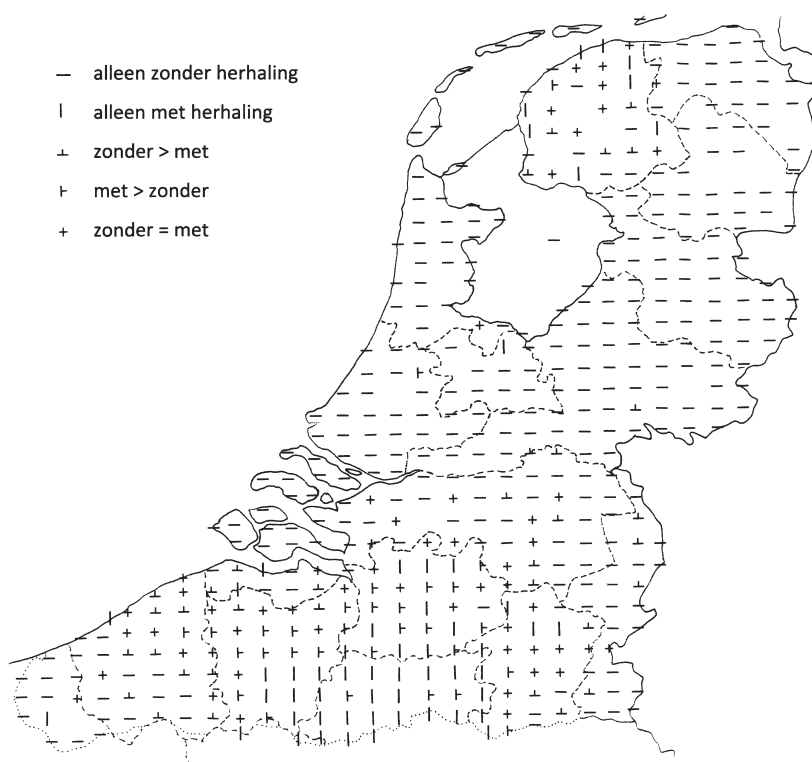 — alleen zonder herhaling
| alleen met herhaling
⊥ zonder > met
⊦ met > zonder
+ zonder = met